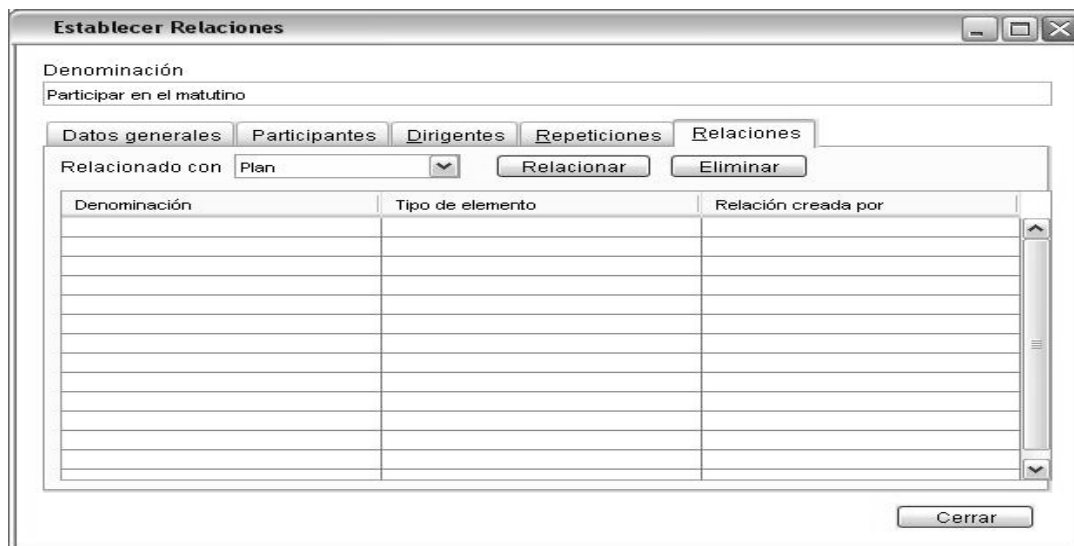 Establecer Relaciones
Denominación
Participar en el matutino
Datos generales Participantes Dirigentes Repeticiones Relaciones
Relacionado con Plan Relacionar Eliminar
Denominación Tipo de elemento Relación creada por
Cerrar